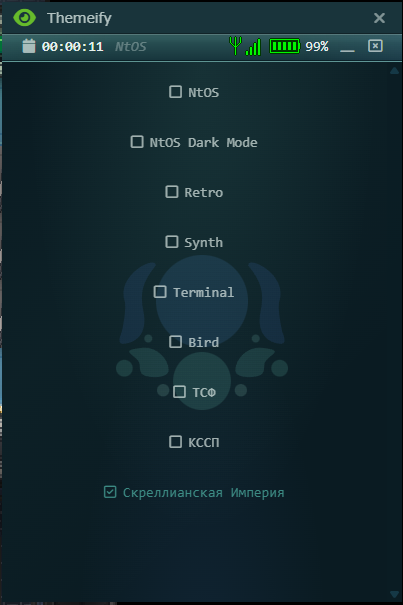 Themeify
00:00:11 NtOS 99%
NtOS
NtOS Dark Mode
Retro
Synth
Terminal
Bird
ТСФ
КССП
Скреллианская Империя